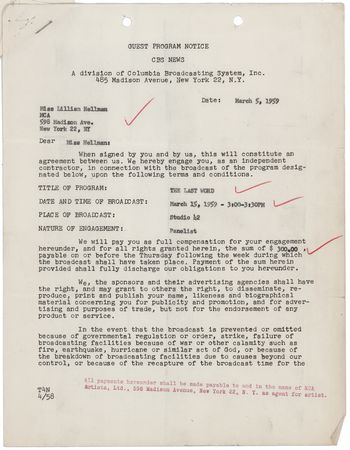 GUEST PROGRAM NOTICE
CBS NEWS
A division of Columbia Broadcasting System, Inc.
485 Madison Avenue, New York 22, N.Y.
Date: March 5, 1959
Miss Lillian Hellman
MCA
598 Madison Ave.
New York 22, NY
Dear Miss Hellman:
When signed by you and by us, this will constitute an
agreement between us. We hereby engage you, as an independent
contractor, in connection with the broadcast of the program desig-
nated below, upon the following terms and conditions.
TITLE OF PROGRAM: THE LAST WORD
DATE AND TIME OF BROADCAST: March 15, 1959 - 3:00-3:30PM
PLACE OF BROADCAST: Studio 42
NATURE OF ENGAGEMENT: Panelist
We will pay you as full compensation for your engagement
hereunder, and for all rights granted herein, the sum of $ 300.00
payable on or before the Thursday following the week during which
the broadcast shall have taken place. Payment of the sum herein
provided shall fully discharge our obligations to you hereunder.
We, the sponsors and their advertising agencies shall have
the right, and may grant to others the right, to disseminate, re-
produce, print and publish your name, likeness and biographical
material concerning you for publicity and promotion, and for adver-
tising and purposes of trade, but not for the endorsement of any
product or service.
In the event that the broadcast is prevented or omitted
because of governmental regulation or order, strike, failure of
broadcasting facilities because of war or other calamity such as
fire, earthquake, hurricane or similar act of God, or because of
the breakdown of broadcasting facilities due to causes beyond our
control, or because of the recapture of the broadcast time for the
T4N
4/58
All payments hereunder shall be made payable to and in the name of MCA
Artists, Ltd., 598 Madison Avenue, New York 22, N. Y. as agent for artist.